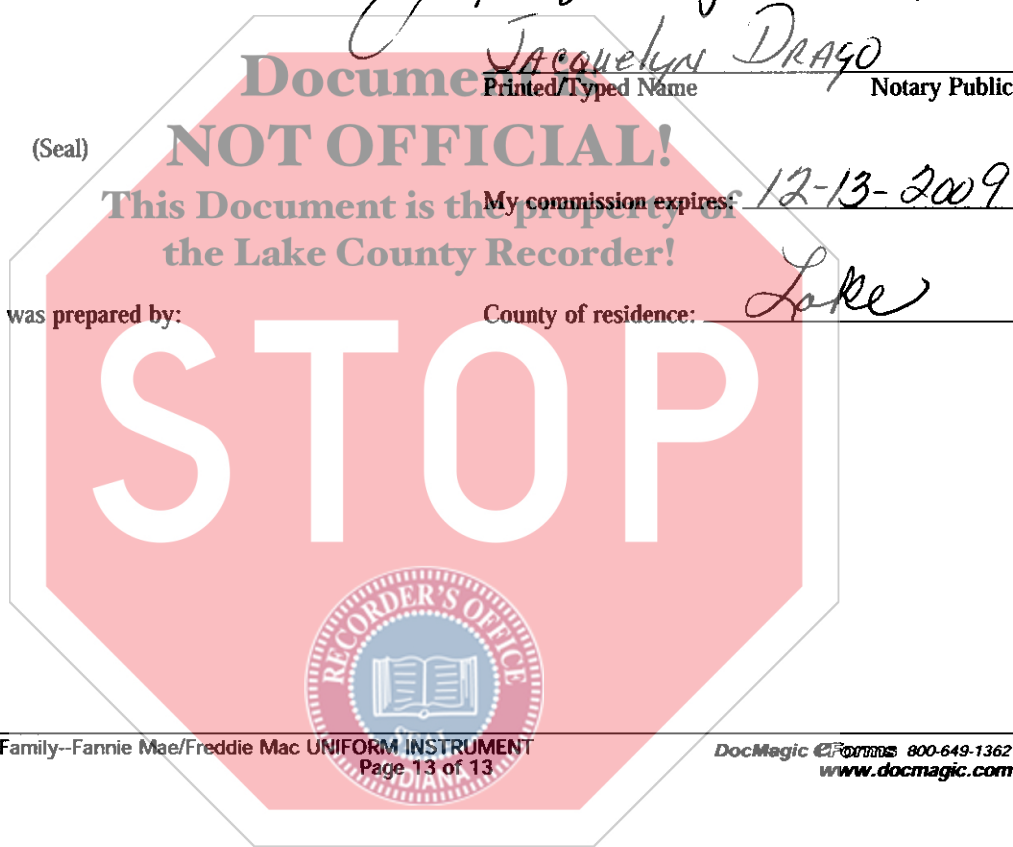 Jacquelyn Drago
Document is
Printed/Typed Name Notary Public
(Seal)
NOT OFFICIAL!
My commission expires: 12-13-2009
This Document is the property of
the Lake County Recorder!
was prepared by:
County of residence: Lake
STOP
RECORDER'S OFFICE
SEAL
INDIANA
Family--Fannie Mae/Freddie Mac UNIFORM INSTRUMENT
Page 13 of 13
DocMagic eForms 800-649-1362
www.docmagic.com